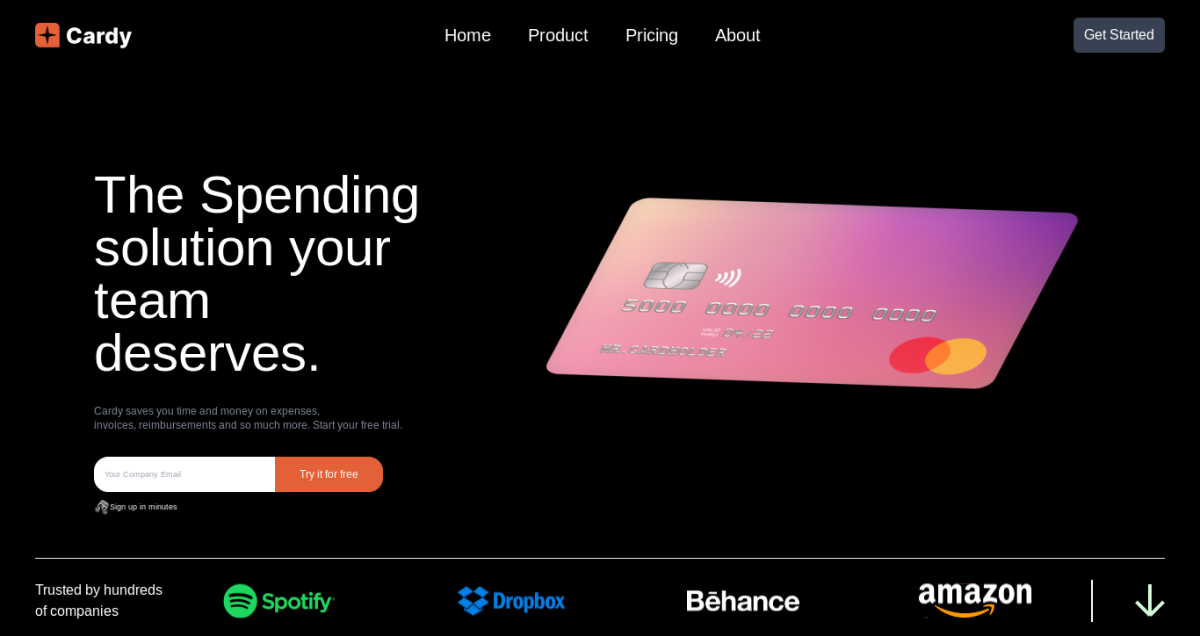 Cardy
Home
Product
Pricing
About
Get Started
The Spending
solution your
team
deserves.
Cardy saves you time and money on expenses,
invoices, reimbursements and so much more. Start your free trial.
Your Company Email
Try it for free
Sign up in minutes
5000 0000 0000 0000
VALID
THRU
04/22
MR. CARDHOLDER
Trusted by hundreds
of companies
Spotify
Dropbox
Bēhance
amazon